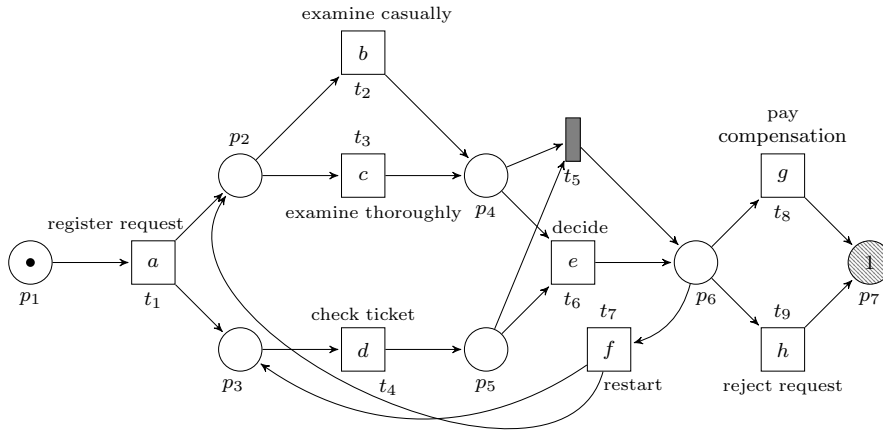 examine casually
b
t2
pay
compensation
p2
t3
c
examine thoroughly
p4
t5
g
t8
register request
a
t1
p1
decide
e
t6
p6
1
p7
check ticket
d
t4
p3
p5
t7
f
restart
t9
h
reject request